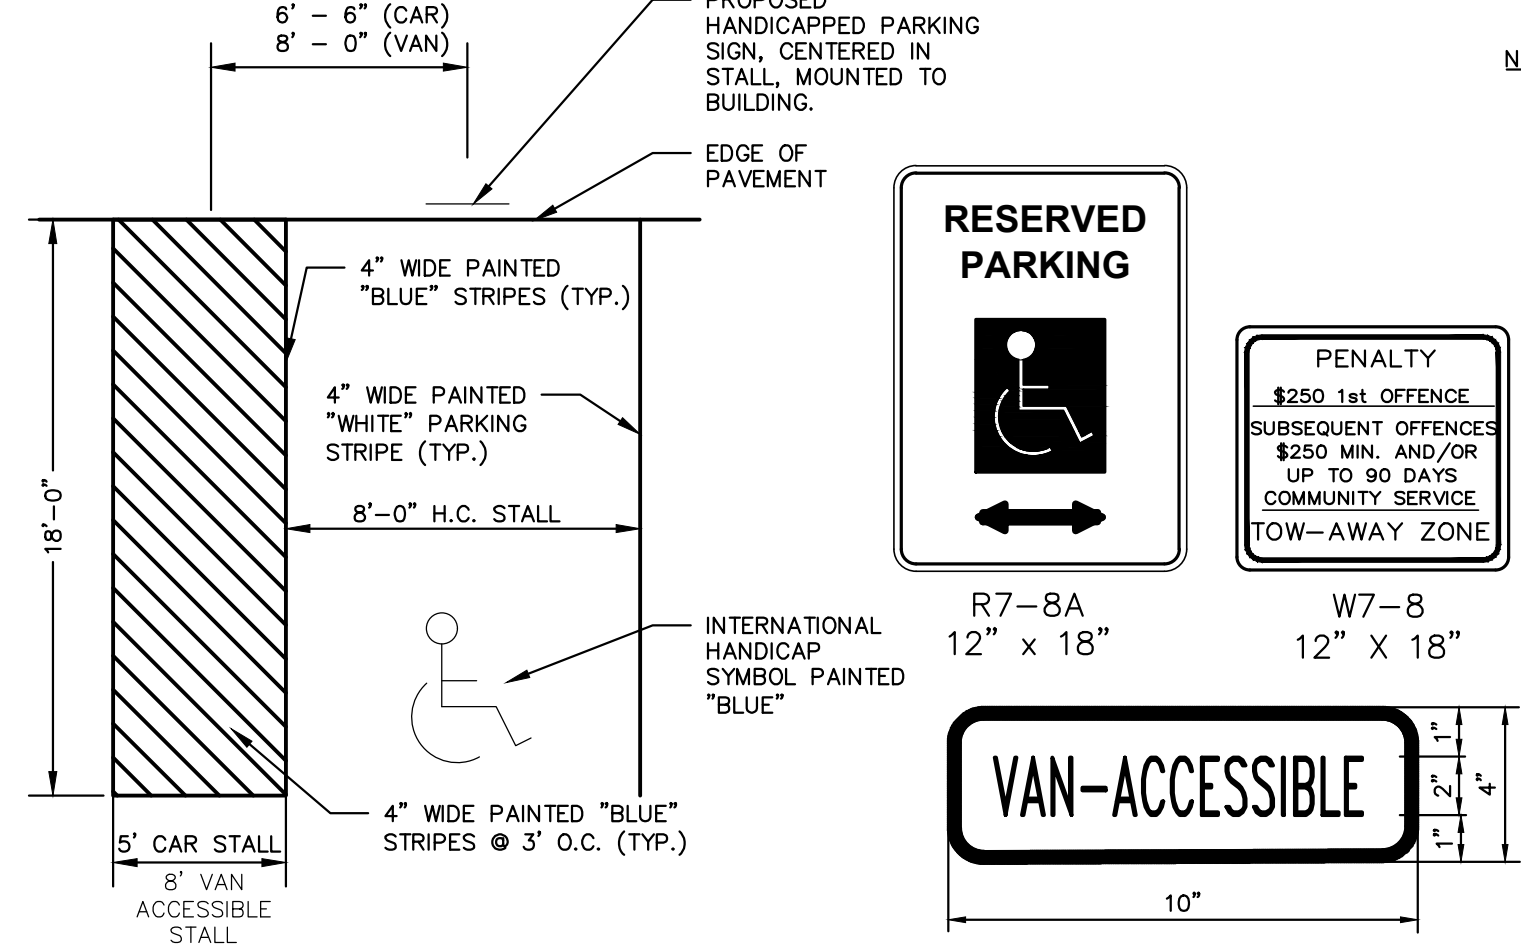 6' - 6" (CAR)
8' - 0" (VAN)
PROPOSED
HANDICAPPED PARKING
SIGN, CENTERED IN
STALL, MOUNTED TO
BUILDING.
N
EDGE OF
PAVEMENT
4" WIDE PAINTED
"BLUE" STRIPES (TYP.)
4" WIDE PAINTED
"WHITE" PARKING
STRIPE (TYP.)
18'-0"
8'-0" H.C. STALL
INTERNATIONAL
HANDICAP
SYMBOL PAINTED
"BLUE"
4" WIDE PAINTED "BLUE"
STRIPES @ 3' O.C. (TYP.)
5' CAR STALL
8' VAN
ACCESSIBLE
STALL
RESERVED
PARKING
R7-8A
12" x 18"
PENALTY
$250 1st OFFENCE
SUBSEQUENT OFFENCES
$250 MIN. AND/OR
UP TO 90 DAYS
COMMUNITY SERVICE
TOW-AWAY ZONE
W7-8
12" X 18"
VAN-ACCESSIBLE
1"
2"
1"
4"
10"